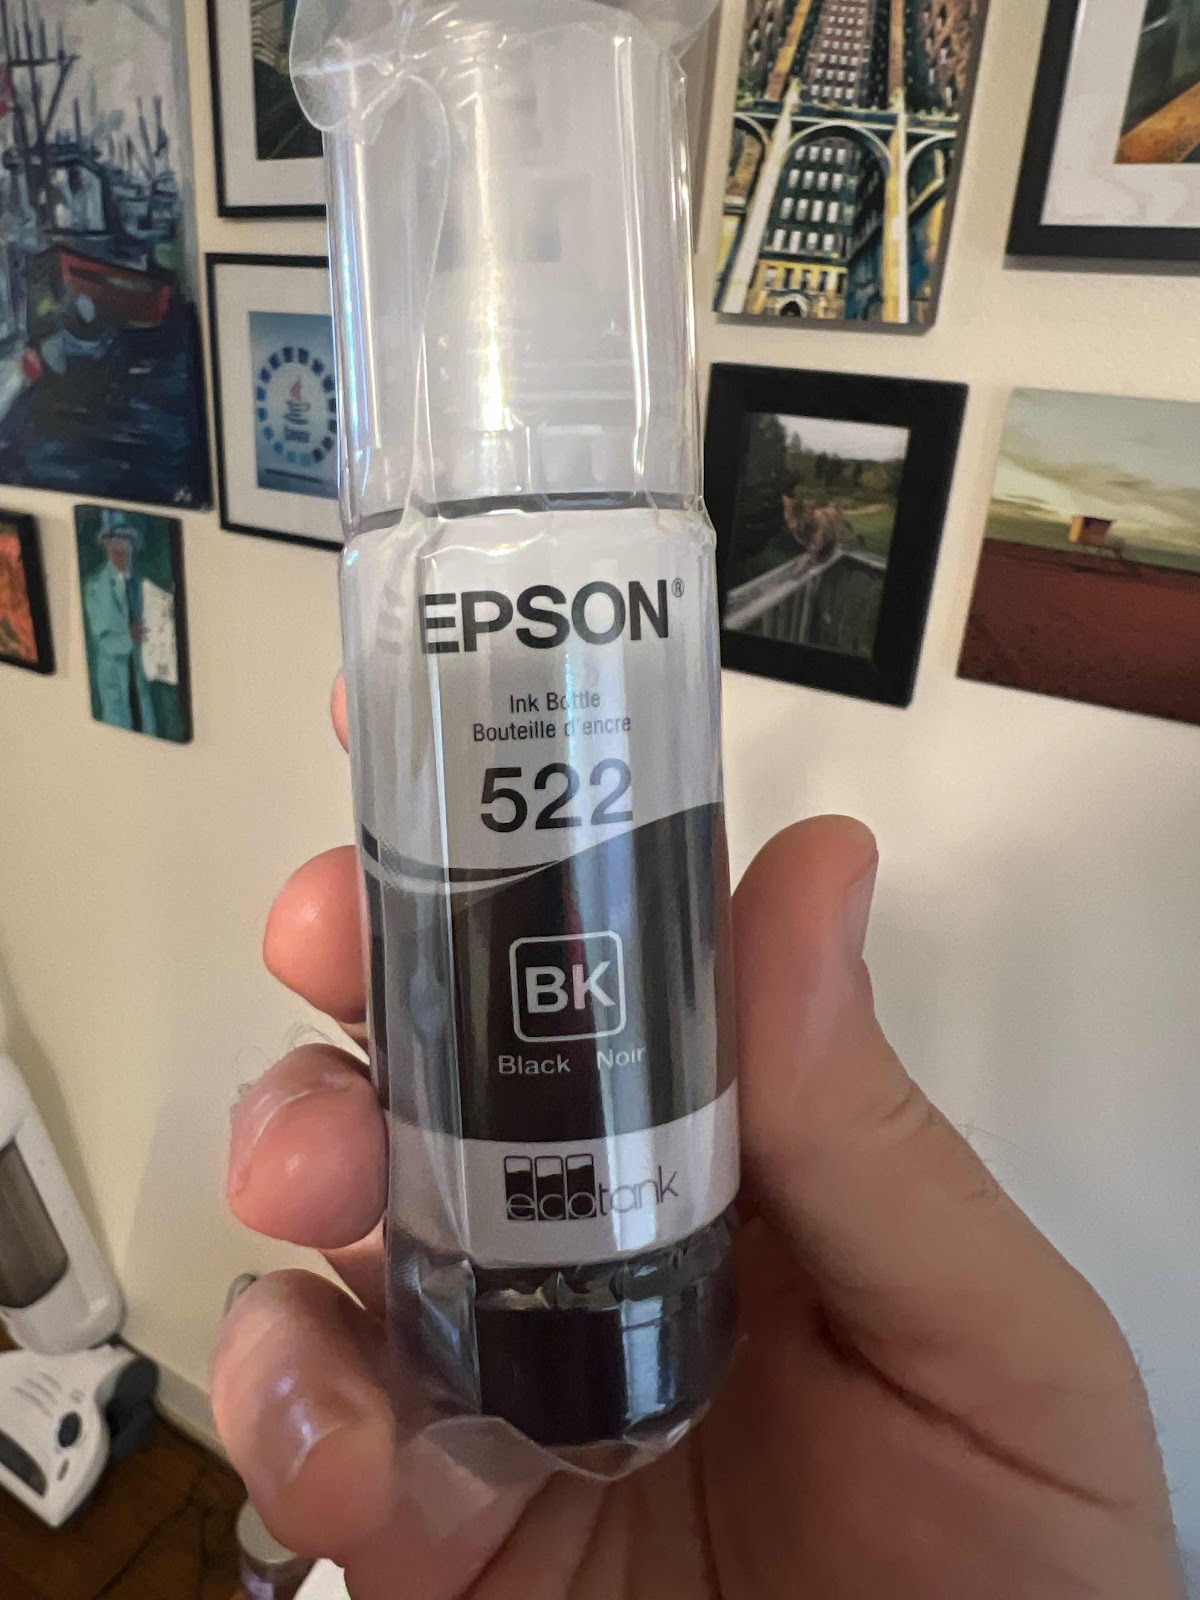 EPSON®
Ink Bottle
Bouteille d'encre
522
BK
Black Noir
ecotank